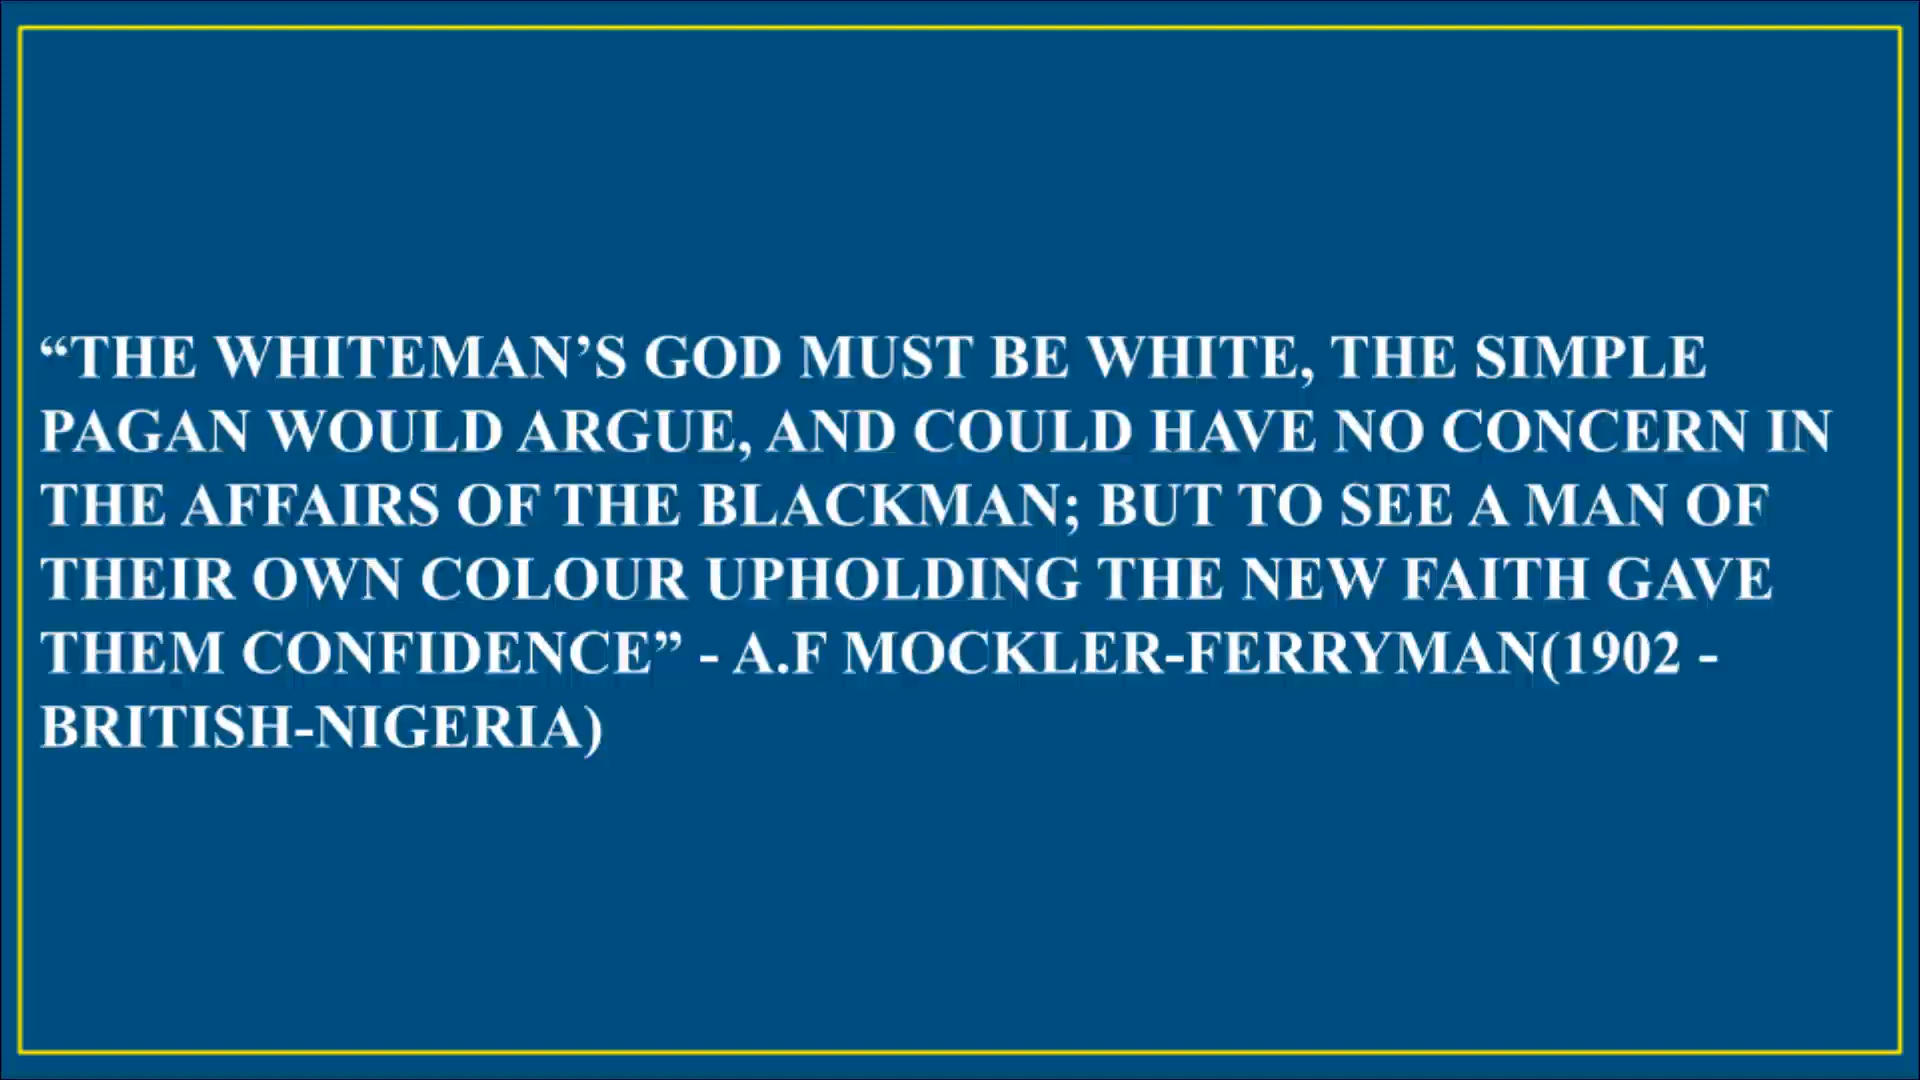 “THE WHITEMAN’S GOD MUST BE WHITE, THE SIMPLE
PAGAN WOULD ARGUE, AND COULD HAVE NO CONCERN IN
THE AFFAIRS OF THE BLACKMAN; BUT TO SEE A MAN OF
THEIR OWN COLOUR UPHOLDING THE NEW FAITH GAVE
THEM CONFIDENCE” - A.F MOCKLER-FERRYMAN(1902 -
BRITISH-NIGERIA)